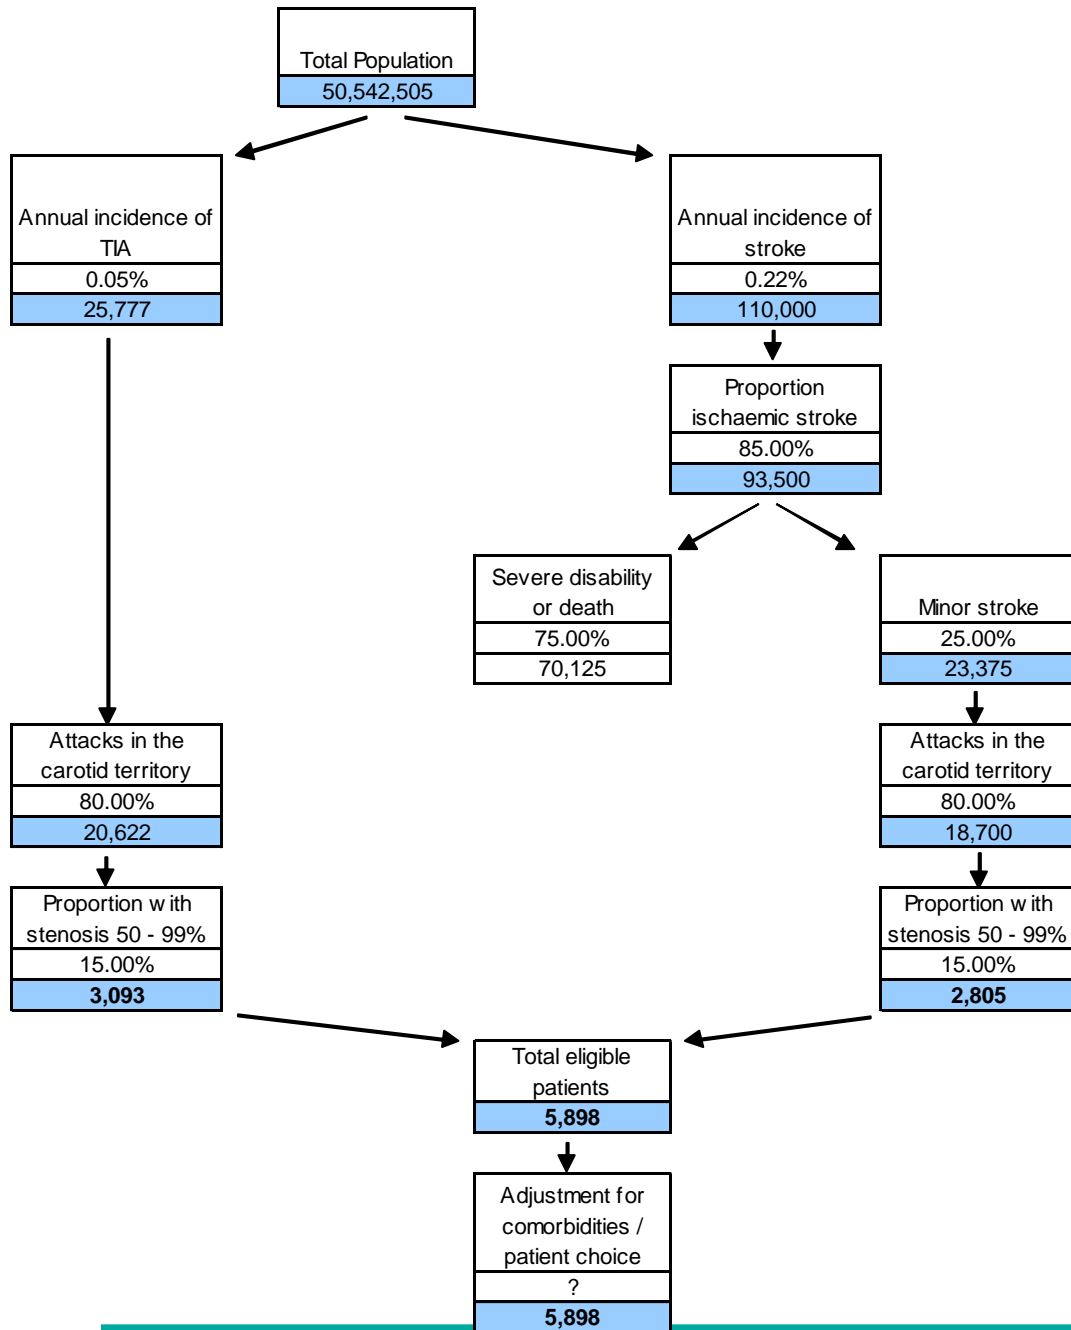 Total Population
50,542,505
Annual incidence of
TIA
0.05%
25,777
Annual incidence of
stroke
0.22%
110,000
Proportion
ischaemic stroke
85.00%
93,500
Severe disability
or death
75.00%
70,125
Minor stroke
25.00%
23,375
Attacks in the
carotid territory
80.00%
20,622
Attacks in the
carotid territory
80.00%
18,700
Proportion with
stenosis 50 - 99%
15.00%
3,093
Proportion with
stenosis 50 - 99%
15.00%
2,805
Total eligible
patients
5,898
Adjustment for
comorbidities /
patient choice
?
5,898